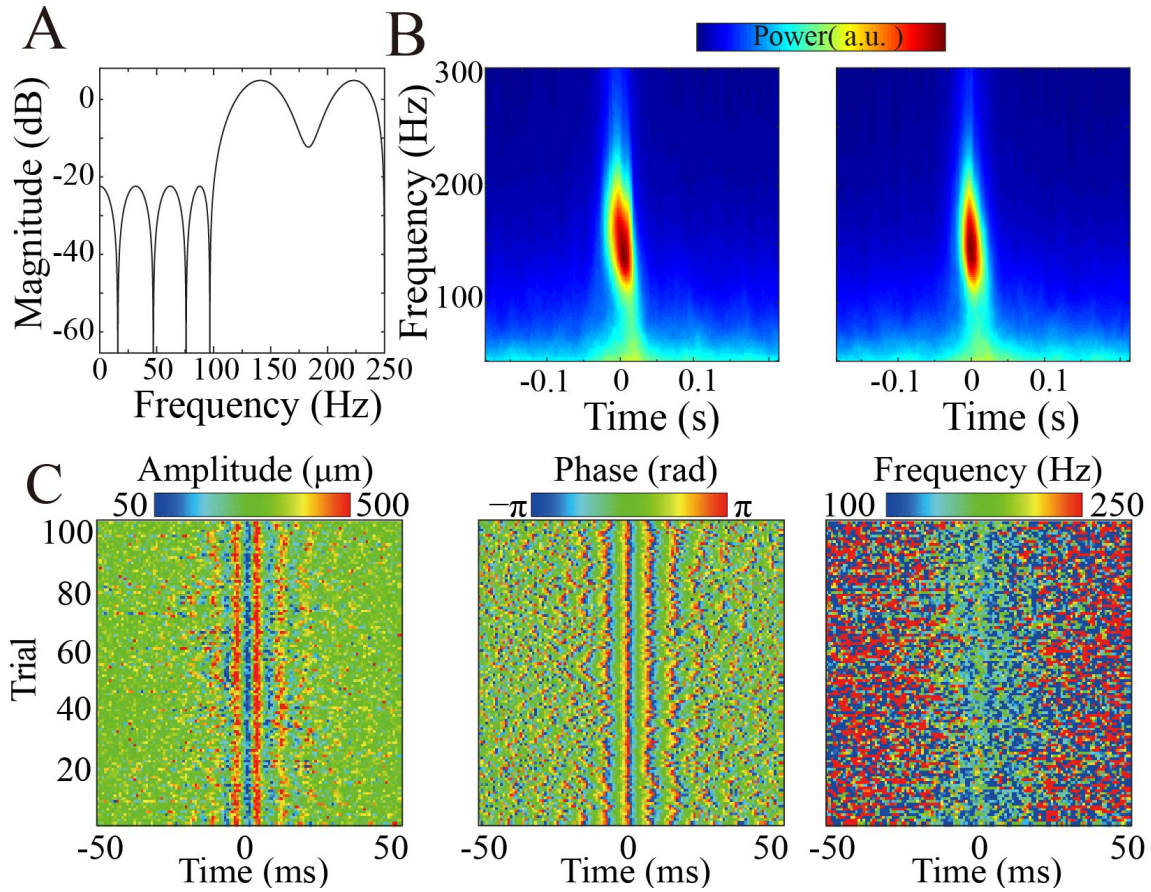 A
Magnitude (dB)
0
-20
-40
-60
0
50
100
150
200
250
Frequency (Hz)
B
Power( a.u. )
Frequency (Hz)
300
200
100
-0.1
0
0.1
Time (s)
-0.1
0
0.1
Time (s)
C
Amplitude (μm)
50
500
Trial
100
80
60
40
20
-50
0
50
Time (ms)
Phase (rad)
−π
π
-50
0
50
Time (ms)
Frequency (Hz)
100
250
-50
0
50
Time (ms)